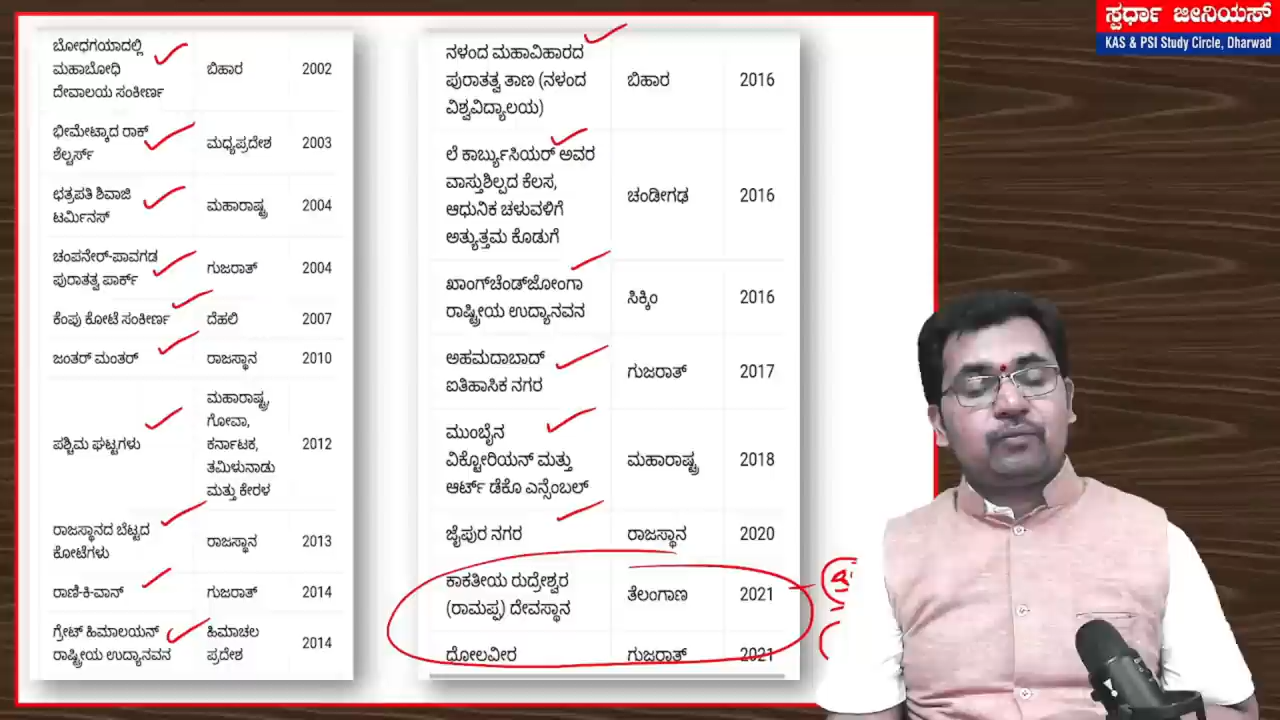 ಸ್ಪರ್ಧಾ ಜೀನಿಯಸ್
KAS & PSI Study Circle, Dharwad
ಬೋಧಗಯಾದಲ್ಲಿ
ಮಹಾಬೋಧಿ ಬಿಹಾರ 2002
ದೇವಾಲಯ ಸಂಕೀರ್ಣ
ಭೀಮೇಟ್ಕಾದ ರಾಕ್
ಶೆಲ್ಟರ್ಸ್ ಮಧ್ಯಪ್ರದೇಶ 2003
ಛತ್ರಪತಿ ಶಿವಾಜಿ
ಟರ್ಮಿನಸ್ ಮಹಾರಾಷ್ಟ್ರ 2004
ಚಂಪನೇರ್-ಪಾವಗಡ
ಪುರಾತತ್ವ ಪಾರ್ಕ್ ಗುಜರಾತ್ 2004
ಕೆಂಪು ಕೋಟೆ ಸಂಕೀರ್ಣ ದೆಹಲಿ 2007
ಜಂತರ್ ಮಂತರ್ ರಾಜಸ್ಥಾನ 2010
ಮಹಾರಾಷ್ಟ್ರ,
ಗೋವಾ,
ಪಶ್ಚಿಮ ಘಟ್ಟಗಳು ಕರ್ನಾಟಕ, 2012
ತಮಿಳುನಾಡು
ಮತ್ತು ಕೇರಳ
ರಾಜಸ್ಥಾನದ ಬೆಟ್ಟದ
ಕೋಟೆಗಳು ರಾಜಸ್ಥಾನ 2013
ರಾಣಿ-ಕಿ-ವಾವ್ ಗುಜರಾತ್ 2014
ಗ್ರೇಟ್ ಹಿಮಾಲಯನ್ ಹಿಮಾಚಲ
ರಾಷ್ಟ್ರೀಯ ಉದ್ಯಾನವನ ಪ್ರದೇಶ 2014
ನಳಂದ ಮಹಾವಿಹಾರದ
ಪುರಾತತ್ವ ತಾಣ (ನಳಂದ ಬಿಹಾರ 2016
ವಿಶ್ವವಿದ್ಯಾಲಯ)
ಲೆ ಕಾರ್ಬ್ಯುಸಿಯರ್ ಅವರ
ವಾಸ್ತುಶಿಲ್ಪದ ಕೆಲಸ, ಚಂಡೀಗಢ 2016
ಆಧುನಿಕ ಚಳುವಳಿಗೆ
ಅತ್ಯುತ್ತಮ ಕೊಡುಗೆ
ಖಾಂಗ್‌ಚೆಂಡ್‌ಜೋಂಗಾ
ರಾಷ್ಟ್ರೀಯ ಉದ್ಯಾನವನ ಸಿಕ್ಕಿಂ 2016
ಅಹಮದಾಬಾದ್
ಐತಿಹಾಸಿಕ ನಗರ ಗುಜರಾತ್ 2017
ಮುಂಬೈನ
ವಿಕ್ಟೋರಿಯನ್ ಮತ್ತು ಮಹಾರಾಷ್ಟ್ರ 2018
ಆರ್ಟ್ ಡೆಕೊ ಎನ್ಸೆಂಬಲ್
ಜೈಪುರ ನಗರ ರಾಜಸ್ಥಾನ 2020
ಕಾಕತೀಯ ರುದ್ರೇಶ್ವರ
(ರಾಮಪ್ಪ) ದೇವಸ್ಥಾನ ತೆಲಂಗಾಣ 2021
ಧೋಲವೀರ ಗುಜರಾತ್ 2021